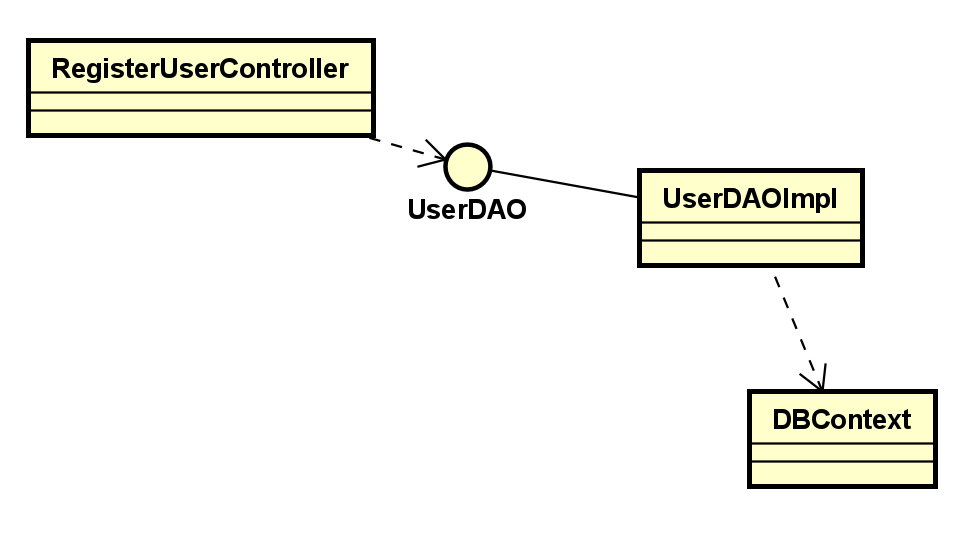 RegisterUserController
UserDAO
UserDAOImpl
DBContext